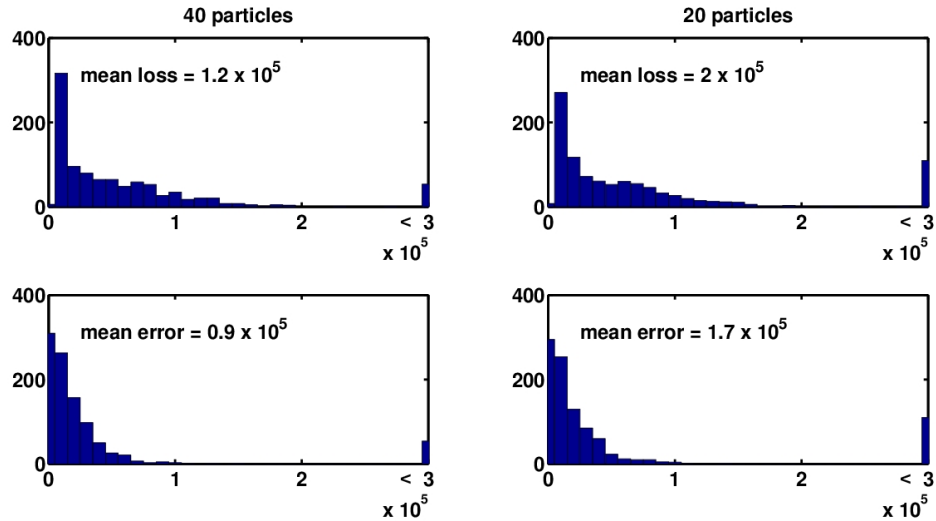 40 particles
400
mean loss = 1.2 x 10^5
200
0
0 1 2 < 3
x 10^5
20 particles
400
mean loss = 2 x 10^5
200
0
0 1 2 < 3
x 10^5
400
mean error = 0.9 x 10^5
200
0
0 1 2 < 3
x 10^5
400
mean error = 1.7 x 10^5
200
0
0 1 2 < 3
x 10^5